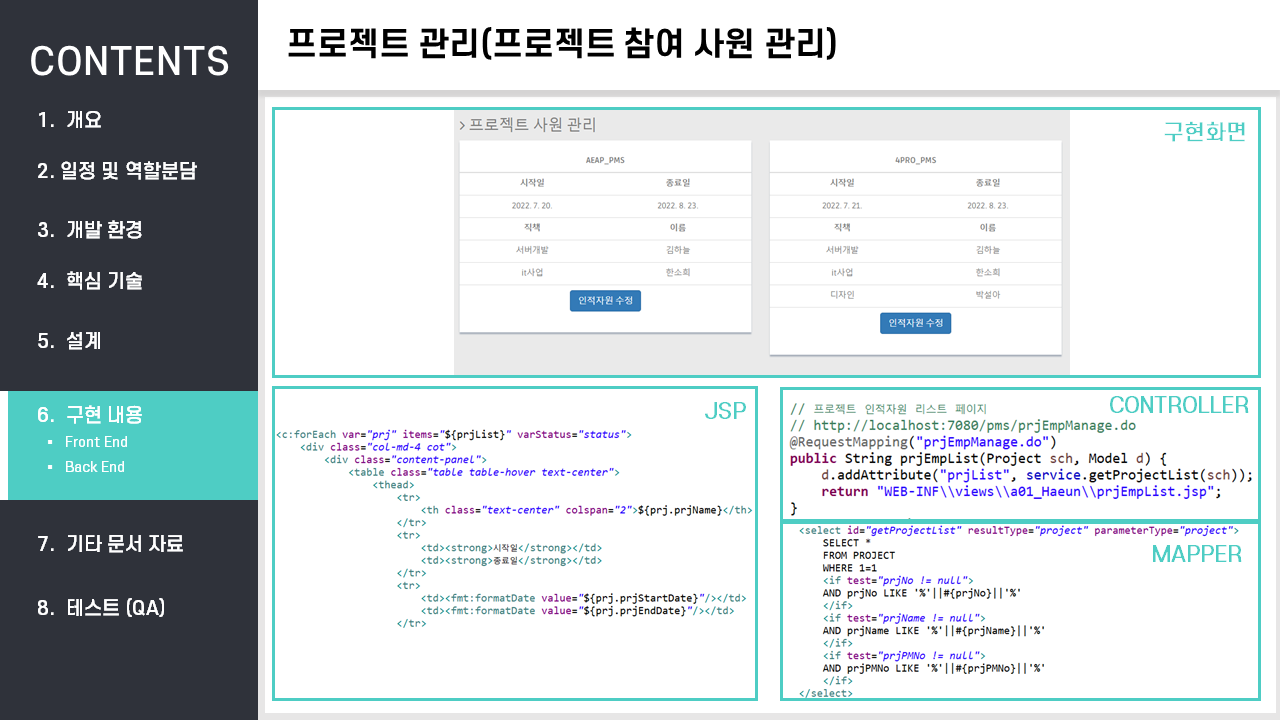 CONTENTS
1. 개요
2. 일정 및 역할분담
3. 개발 환경
4. 핵심 기술
5. 설계
6. 구현 내용
▪ Front End
▪ Back End
7. 기타 문서 자료
8. 테스트 (QA)
프로젝트 관리(프로젝트 참여 사원 관리)
구현화면
> 프로젝트 사원 관리
AEAP_PMS
시작일 종료일
2022. 7. 20. 2022. 8. 23.
직책 이름
서버개발 김하늘
it사업 한소희
인적자원 수정
4PRO_PMS
시작일 종료일
2022. 7. 21. 2022. 8. 23.
직책 이름
서버개발 김하늘
it사업 한소희
디자인 박설아
인적자원 수정
JSP
<c:forEach var="prj" items="${prjList}" varStatus="status">
<div class="col-md-4 cot">
<div class="content-panel">
<table class="table table-hover text-center">
<thead>
<tr>
<th class="text-center" colspan="2">${prj.prjName}</th>
</tr>
<tr>
<td><strong>시작일</strong></td>
<td><strong>종료일</strong></td>
</tr>
<tr>
<td><fmt:formatDate value="${prj.prjStartDate}"/></td>
<td><fmt:formatDate value="${prj.prjEndDate}"/></td>
</tr>
CONTROLLER
// 프로젝트 인적자원 리스트 페이지
// http://localhost:7080/pms/prjEmpManage.do
@RequestMapping("prjEmpManage.do")
public String prjEmpList(Project sch, Model d) {
d.addAttribute("prjList", service.getProjectList(sch));
return "WEB-INF\\views\\a01_Haeun\\prjEmpList.jsp";
}
MAPPER
<select id="getProjectList" resultType="project" parameterType="project">
SELECT *
FROM PROJECT
WHERE 1=1
<if test="prjNo != null">
AND prjNo LIKE '%'||#{prjNo}||'%'
</if>
<if test="prjName != null">
AND prjName LIKE '%'||#{prjName}||'%'
</if>
<if test="prjPMNo != null">
AND prjPMNo LIKE '%'||#{prjPMNo}||'%'
</if>
</select>